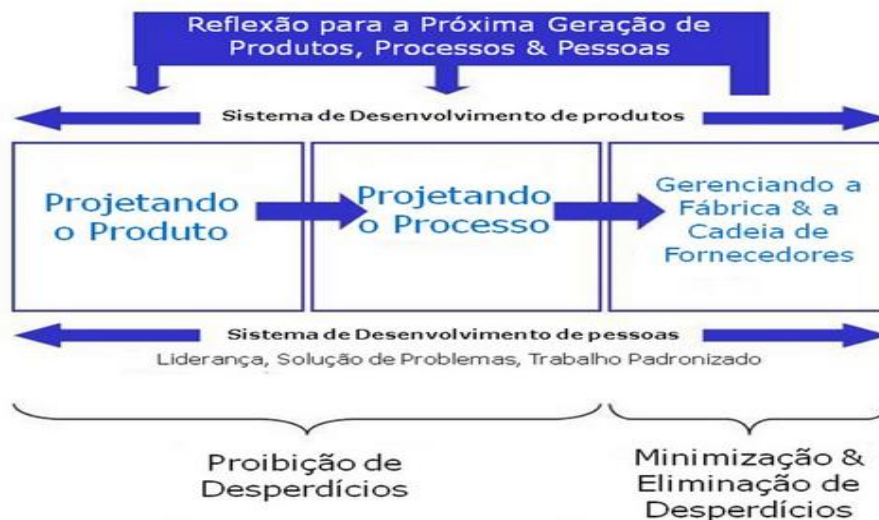 Reflexão para a Próxima Geração de
Produtos, Processos & Pessoas
Sistema de Desenvolvimento de produtos
Projetando
o Produto
Projetando
o Processo
Gerenciando a
Fábrica & a
Cadeia de
Fornecedores
Sistema de Desenvolvimento de pessoas
Liderança, Solução de Problemas, Trabalho Padronizado
Proibição de
Desperdícios
Minimização &
Eliminação de
Desperdícios